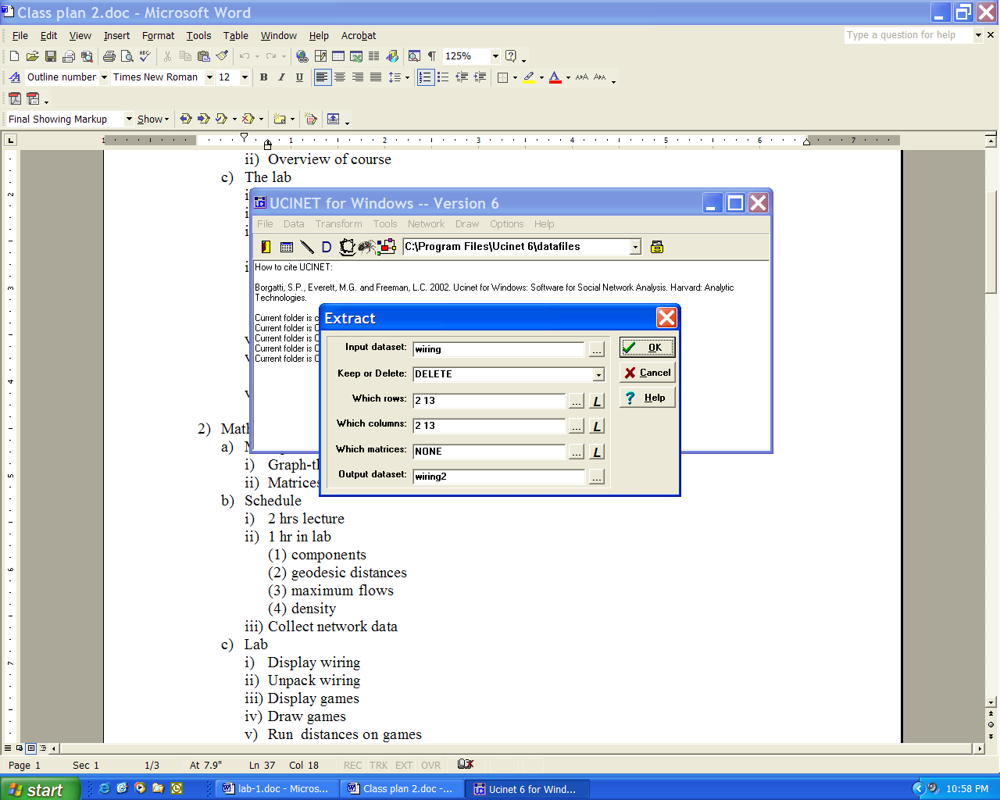 Class plan 2.doc - Microsoft Word
File Edit View Insert Format Tools Table Window Help Acrobat
Type a question for help
125%
Outline number Times New Roman 12 B I U
Final Showing Markup Show
1 1 2 3 4 5 6 7
ii) Overview of course
c) The lab
UCINET for Windows -- Version 6
File Data Transform Tools Network Draw Options Help
C:\Program Files\Ucinet 6\datafiles
How to cite UCINET:
Borgatti, S.P., Everett, M.G. and Freeman, L.C. 2002. Ucinet for Windows: Software for Social Network Analysis. Harvard: Analytic
Technologies.
Current folder is c
Current folder is C
Current folder is C
Current folder is C
Current folder is C
Extract
Input dataset: wiring ... OK
Keep or Delete: DELETE Cancel
Which rows: 2 13 ... L Help
Which columns: 2 13 ... L
Which matrices: NONE ... L
Output dataset: wiring2 ...
2) Math
a)
i) Graph-th
ii) Matrices
b) Schedule
i) 2 hrs lecture
ii) 1 hr in lab
(1) components
(2) geodesic distances
(3) maximum flows
(4) density
iii) Collect network data
c) Lab
i) Display wiring
ii) Unpack wiring
iii) Display games
iv) Draw games
v) Run distances on games
Page 1 Sec 1 1/3 At 7.9" Ln 37 Col 18 REC TRK EXT OVR
start lab-1.doc - Micros... Class plan 2.doc -... Ucinet 6 for Wind... 10:58 PM